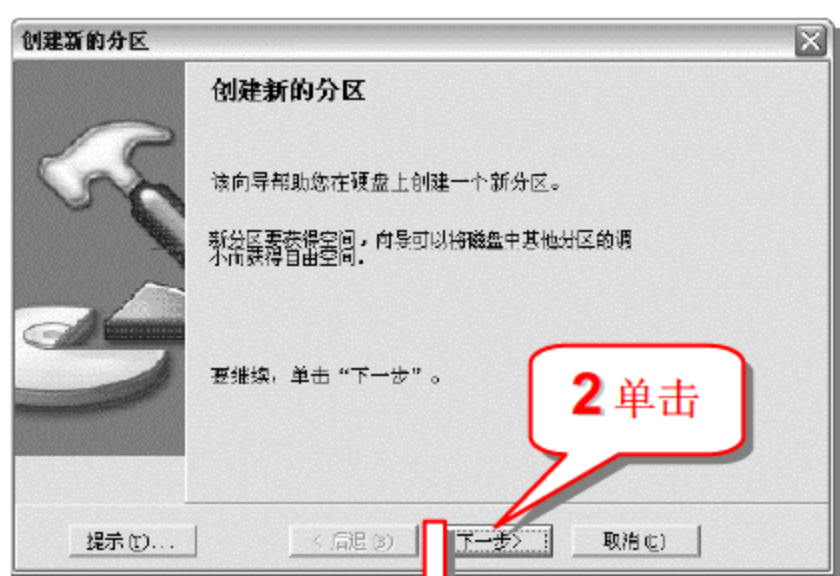 创建新的分区
创建新的分区
该向导帮助您在硬盘上创建一个新分区。
新分区要获得空间，向导可以将磁盘中其他分区的调
小而获得自由空间．
要继续，单击“下一步”。
2 单击
提示(T)...
< 后退(B)
下一步>
取消(C)